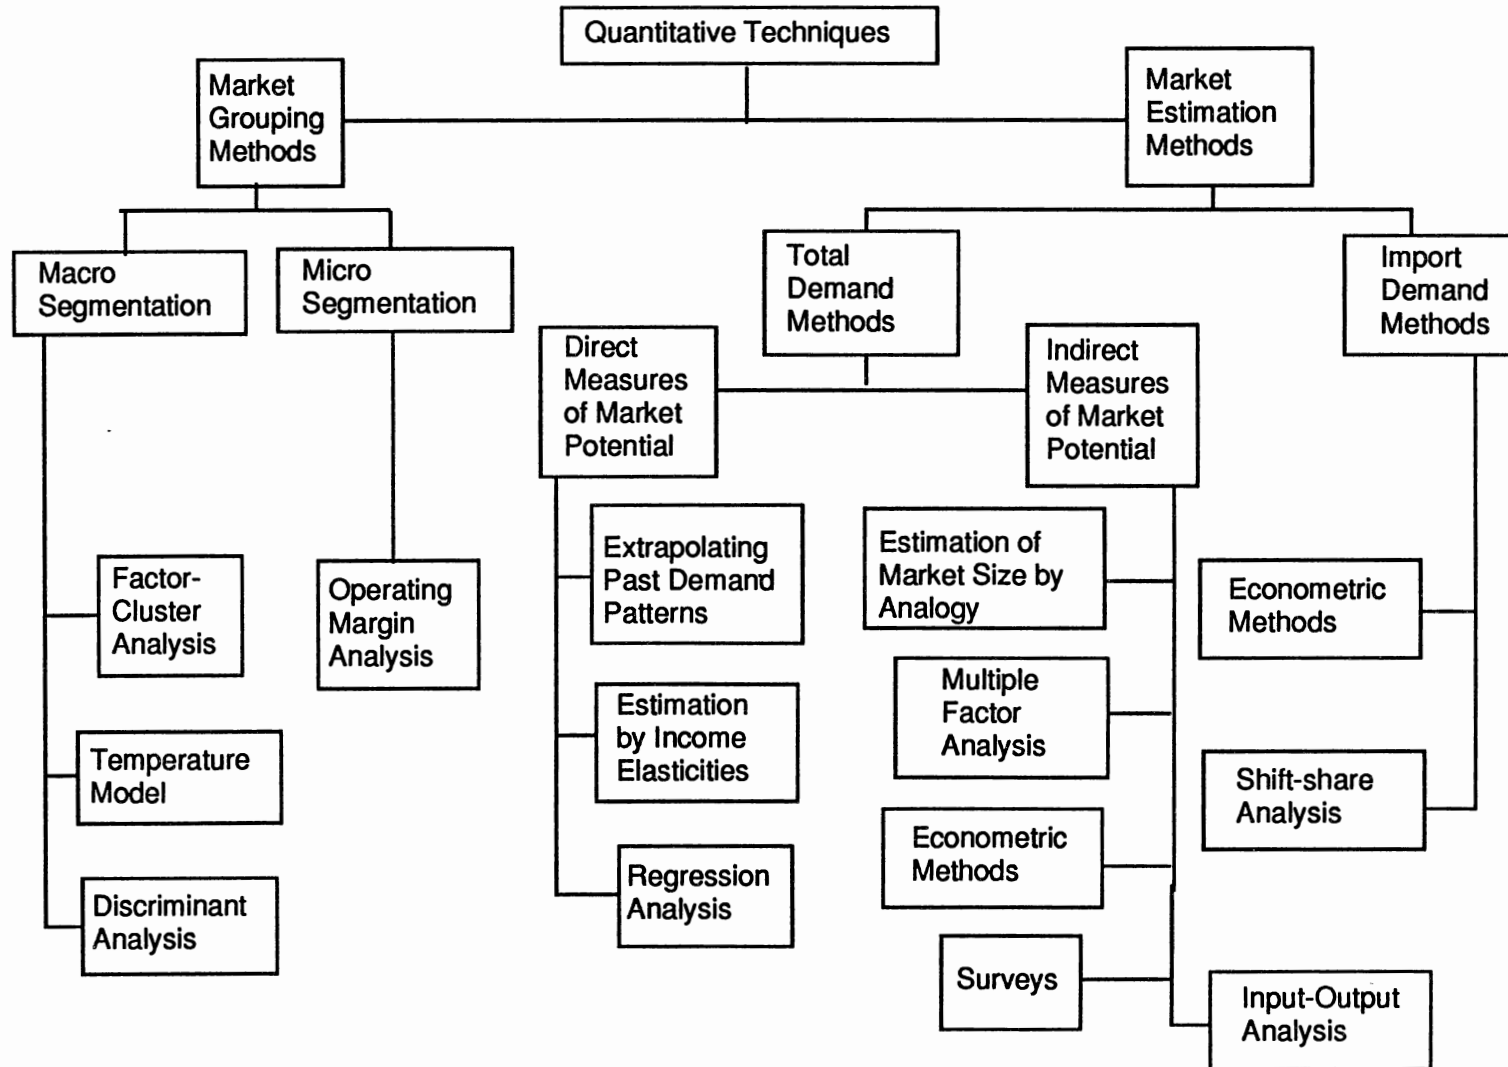 Quantitative Techniques
Market
Grouping
Methods
Market
Estimation
Methods
Macro
Segmentation
Micro
Segmentation
Total
Demand
Methods
Import
Demand
Methods
Direct
Measures
of Market
Potential
Indirect
Measures
of Market
Potential
Factor-
Cluster
Analysis
Temperature
Model
Discriminant
Analysis
Operating
Margin
Analysis
Extrapolating
Past Demand
Patterns
Estimation
by Income
Elasticities
Regression
Analysis
Estimation of
Market Size by
Analogy
Multiple
Factor
Analysis
Econometric
Methods
Surveys
Input-Output
Analysis
Econometric
Methods
Shift-share
Analysis